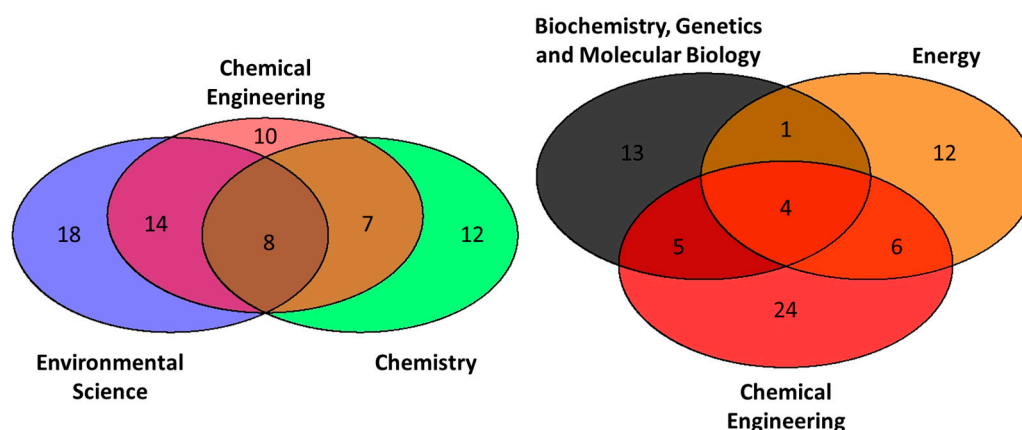 Chemical
Engineering
10
18
14
8
7
12
Environmental
Science
Chemistry
Biochemistry, Genetics
and Molecular Biology
Energy
13
1
12
4
5
6
24
Chemical
Engineering